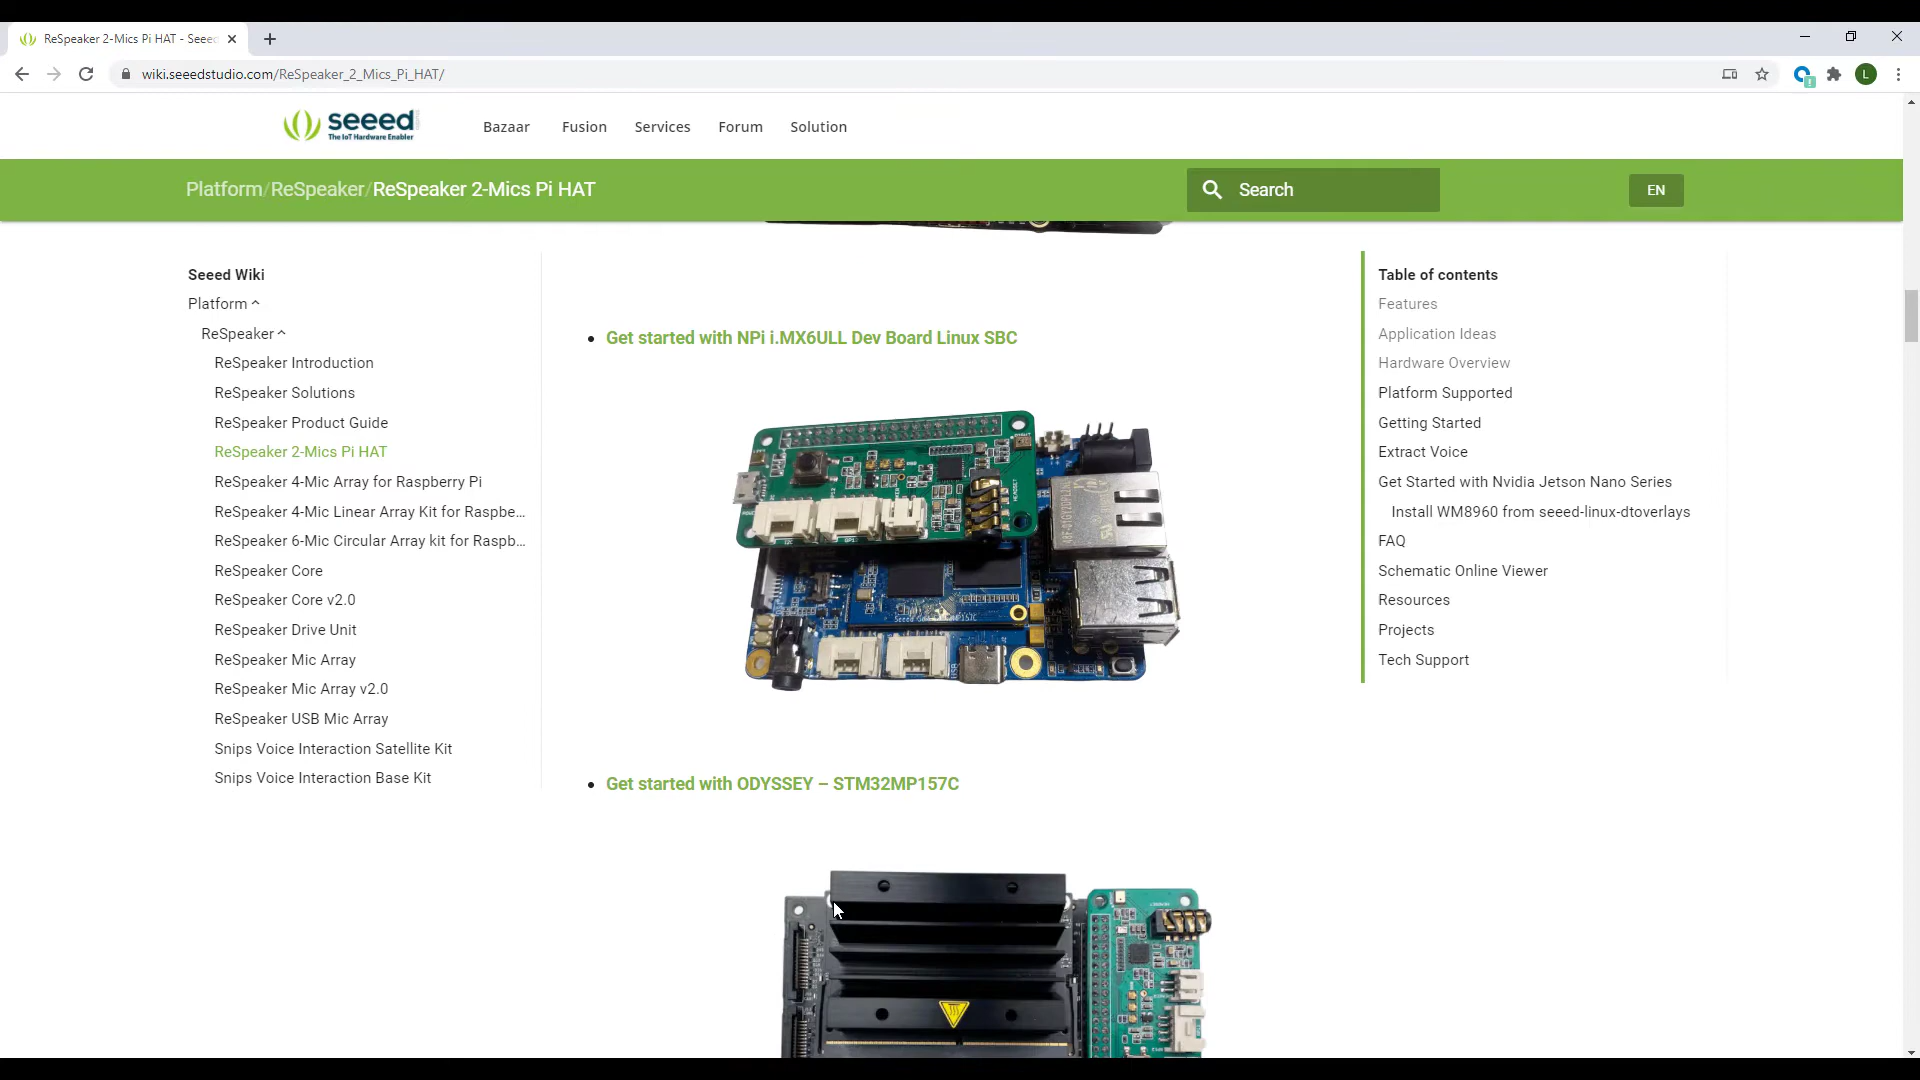 ReSpeaker 2-Mics Pi HAT - Seeed
wiki.seeedstudio.com/ReSpeaker_2_Mics_Pi_HAT/
L
seeed
The IoT Hardware Enabler
Bazaar
Fusion
Services
Forum
Solution
Platform/ReSpeaker/ReSpeaker 2-Mics Pi HAT
Search
EN
Seeed Wiki
Platform
ReSpeaker
ReSpeaker Introduction
ReSpeaker Solutions
ReSpeaker Product Guide
ReSpeaker 2-Mics Pi HAT
ReSpeaker 4-Mic Array for Raspberry Pi
ReSpeaker 4-Mic Linear Array Kit for Raspbe...
ReSpeaker 6-Mic Circular Array kit for Raspb...
ReSpeaker Core
ReSpeaker Core v2.0
ReSpeaker Drive Unit
ReSpeaker Mic Array
ReSpeaker Mic Array v2.0
ReSpeaker USB Mic Array
Snips Voice Interaction Satellite Kit
Snips Voice Interaction Base Kit
Get started with NPi i.MX6ULL Dev Board Linux SBC
HEADSET
Get started with ODYSSEY – STM32MP157C
Table of contents
Features
Application Ideas
Hardware Overview
Platform Supported
Getting Started
Extract Voice
Get Started with Nvidia Jetson Nano Series
Install WM8960 from seeed-linux-dtoverlays
FAQ
Schematic Online Viewer
Resources
Projects
Tech Support